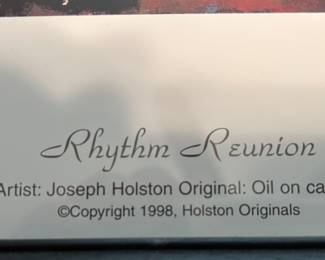 Rhythm Reunion
Artist: Joseph Holston Original: Oil on ca
©Copyright 1998, Holston Originals